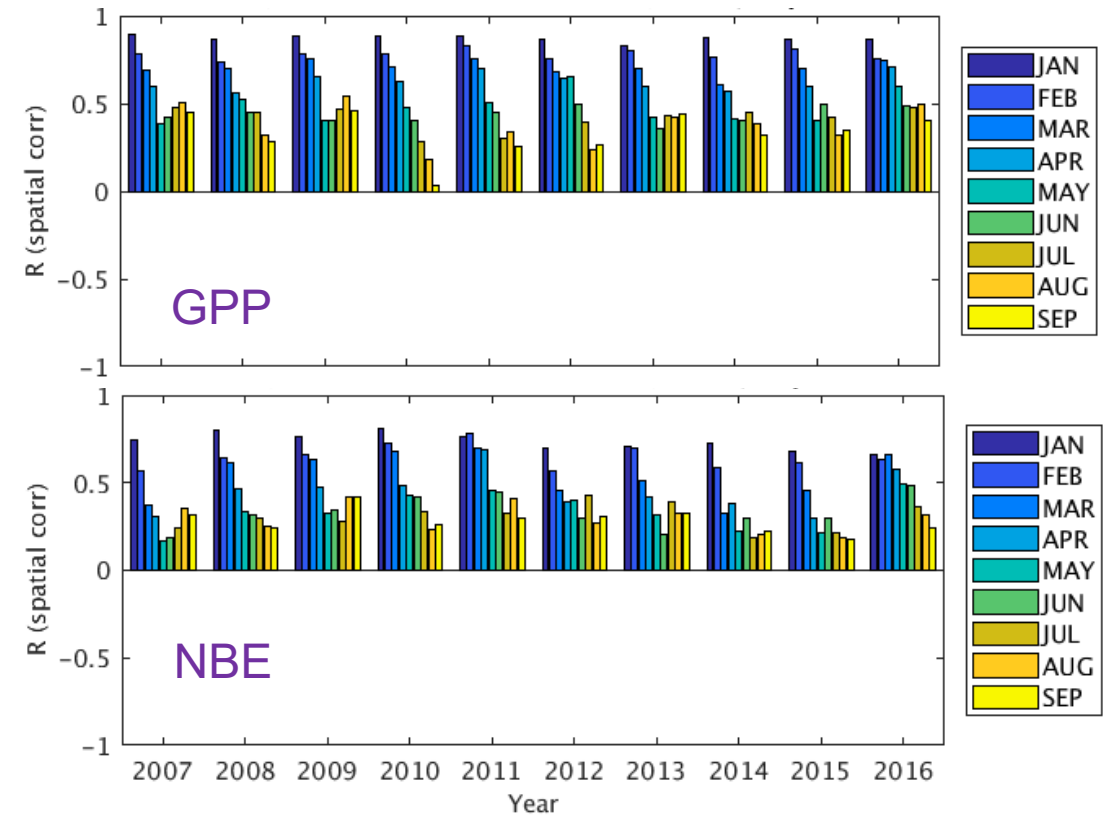 1
0.5
0
−0.5
−1
R (spatial corr)
GPP
JAN
FEB
MAR
APR
MAY
JUN
JUL
AUG
SEP
1
0.5
0
−0.5
−1
R (spatial corr)
NBE
JAN
FEB
MAR
APR
MAY
JUN
JUL
AUG
SEP
2007 2008 2009 2010 2011 2012 2013 2014 2015 2016
Year